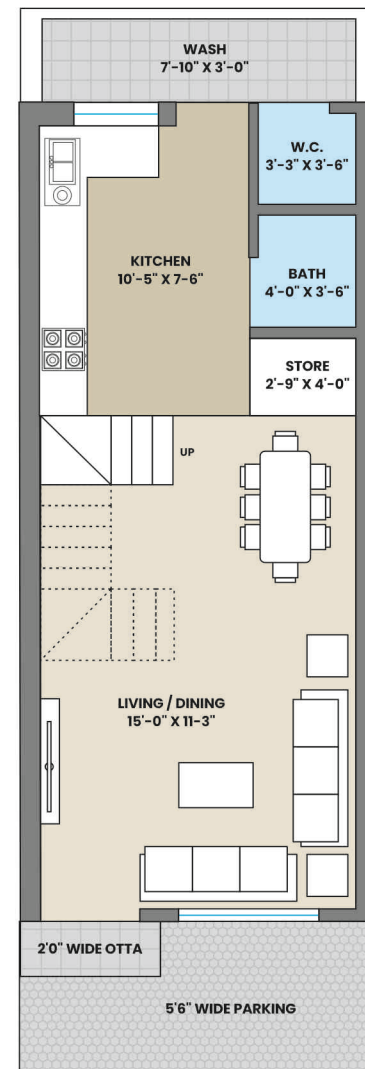 WASH
7'-10" X 3'-0"
W.C.
3'-3" X 3'-6"
KITCHEN
10'-5" X 7'-6"
BATH
4'-0" X 3'-6"
STORE
2'-9" X 4'-0"
UP
LIVING / DINING
15'-0" X 11'-3"
2'0" WIDE OTTA
5'6" WIDE PARKING